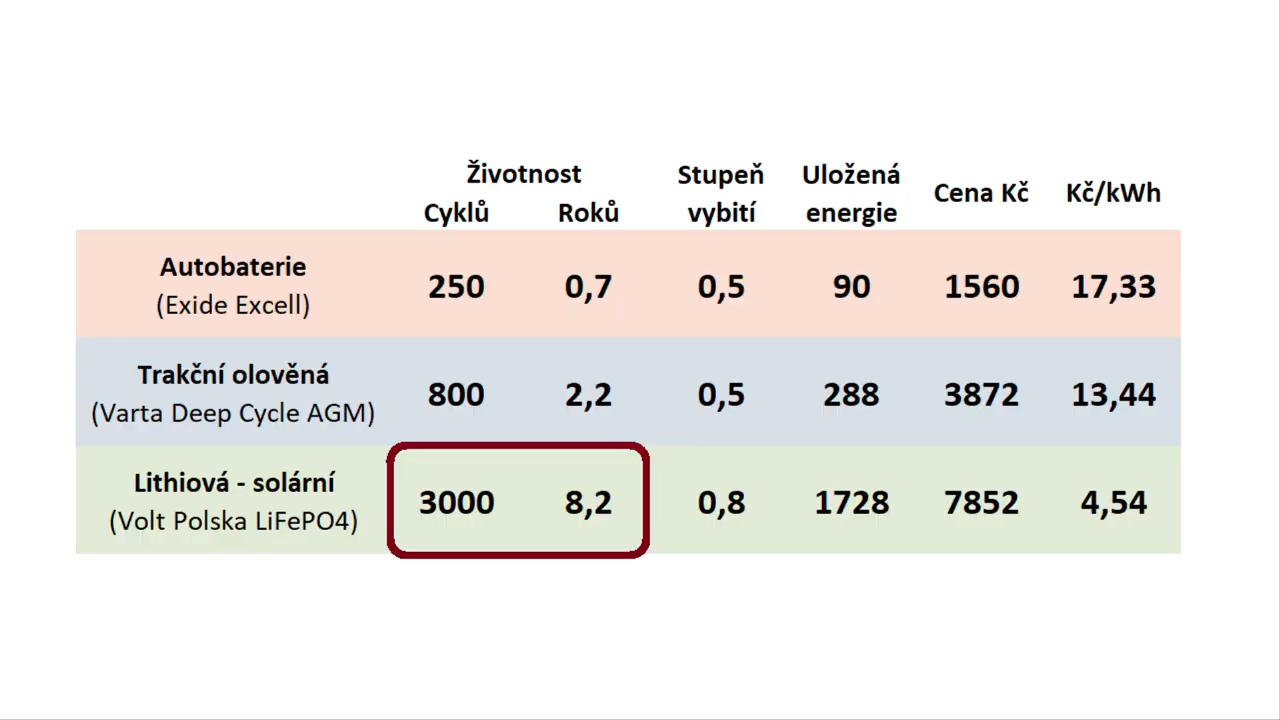 Životnost Stupeň Uložená Cena Kč Kč/kWh
Cyklů Roků vybití energie
Autobaterie
(Exide Excell) 250 0,7 0,5 90 1560 17,33
Trakční olověná
(Varta Deep Cycle AGM) 800 2,2 0,5 288 3872 13,44
Lithiová - solární
(Volt Polska LiFePO4) 3000 8,2 0,8 1728 7852 4,54